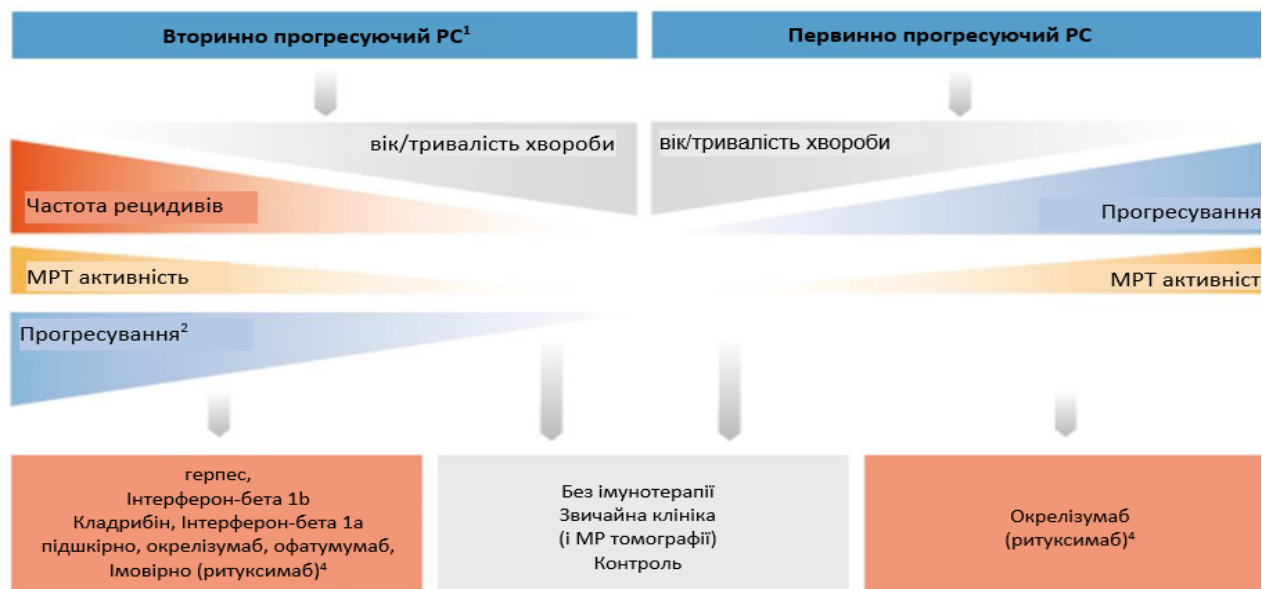 Вторинно прогресуючий РС¹
Первинно прогресуючий РС
вік/тривалість хвороби
вік/тривалість хвороби
Частота рецидивів
Прогресування
МРТ активність
МРТ активніст
Прогресування²
герпес,
Інтерферон-бета 1b
Кладрибін, Інтерферон-бета 1а
підшкірно, окрелізумаб, офатумумаб,
Імовірно (ритуксимаб)⁴
Без імунотерапії
Звичайна клініка
(і МР томографії)
Контроль
Окрелізумаб
(ритуксимаб)⁴